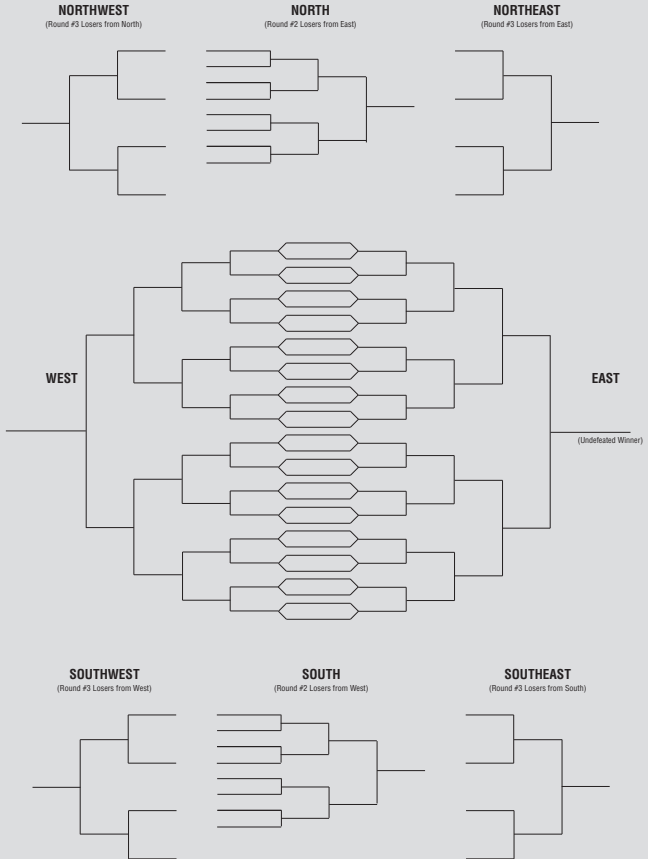 NORTHWEST
(Round #3 Losers from North)
NORTH
(Round #2 Losers from East)
NORTHEAST
(Round #3 Losers from East)
WEST
EAST
(Undefeated Winner)
SOUTHWEST
(Round #3 Losers from West)
SOUTH
(Round #2 Losers from West)
SOUTHEAST
(Round #3 Losers from South)